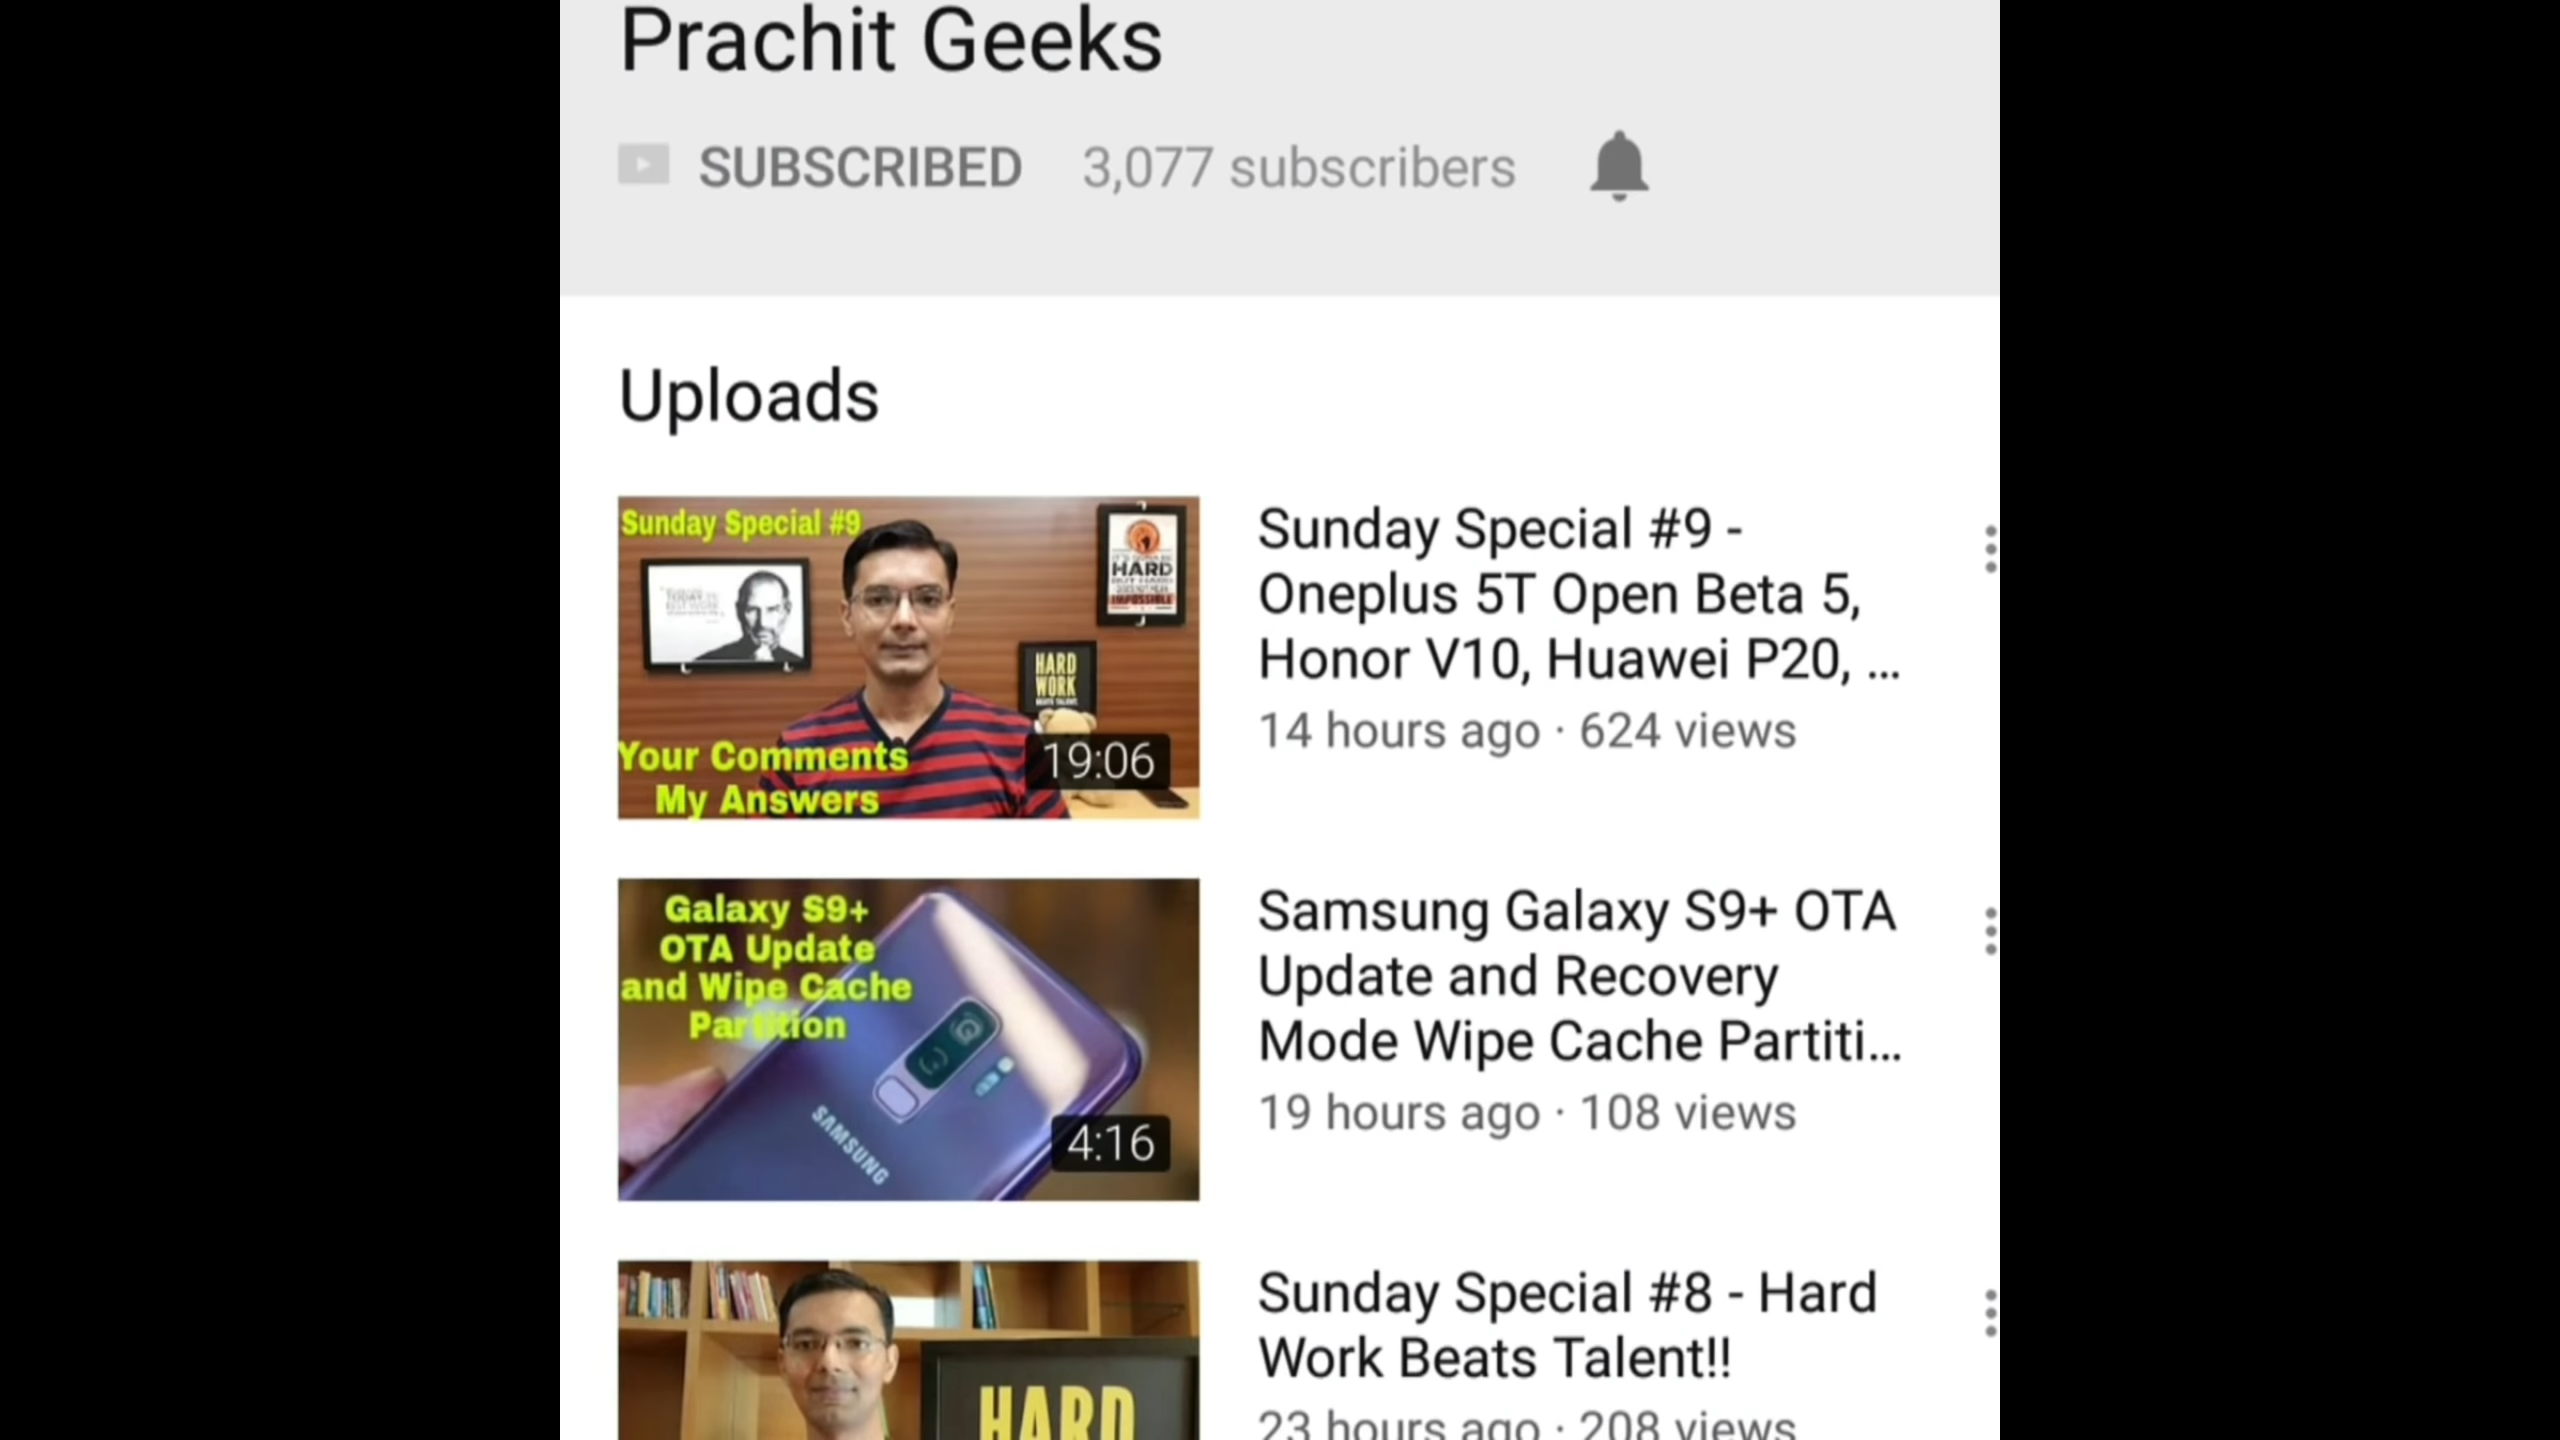 Prachit Geeks
SUBSCRIBED 3,077 subscribers
Uploads
Sunday Special #9
HARD
IMPOSSIBLE
HARD
WORK
BEATS TALENT
Your Comments
My Answers
19:06
Sunday Special #9 -
Oneplus 5T Open Beta 5,
Honor V10, Huawei P20, ...
14 hours ago · 624 views
Galaxy S9+
OTA Update
and Wipe Cache
Partition
SAMSUNG
4:16
Samsung Galaxy S9+ OTA
Update and Recovery
Mode Wipe Cache Partiti...
19 hours ago · 108 views
HARD
Sunday Special #8 - Hard
Work Beats Talent!!
23 hours ago · 208 views